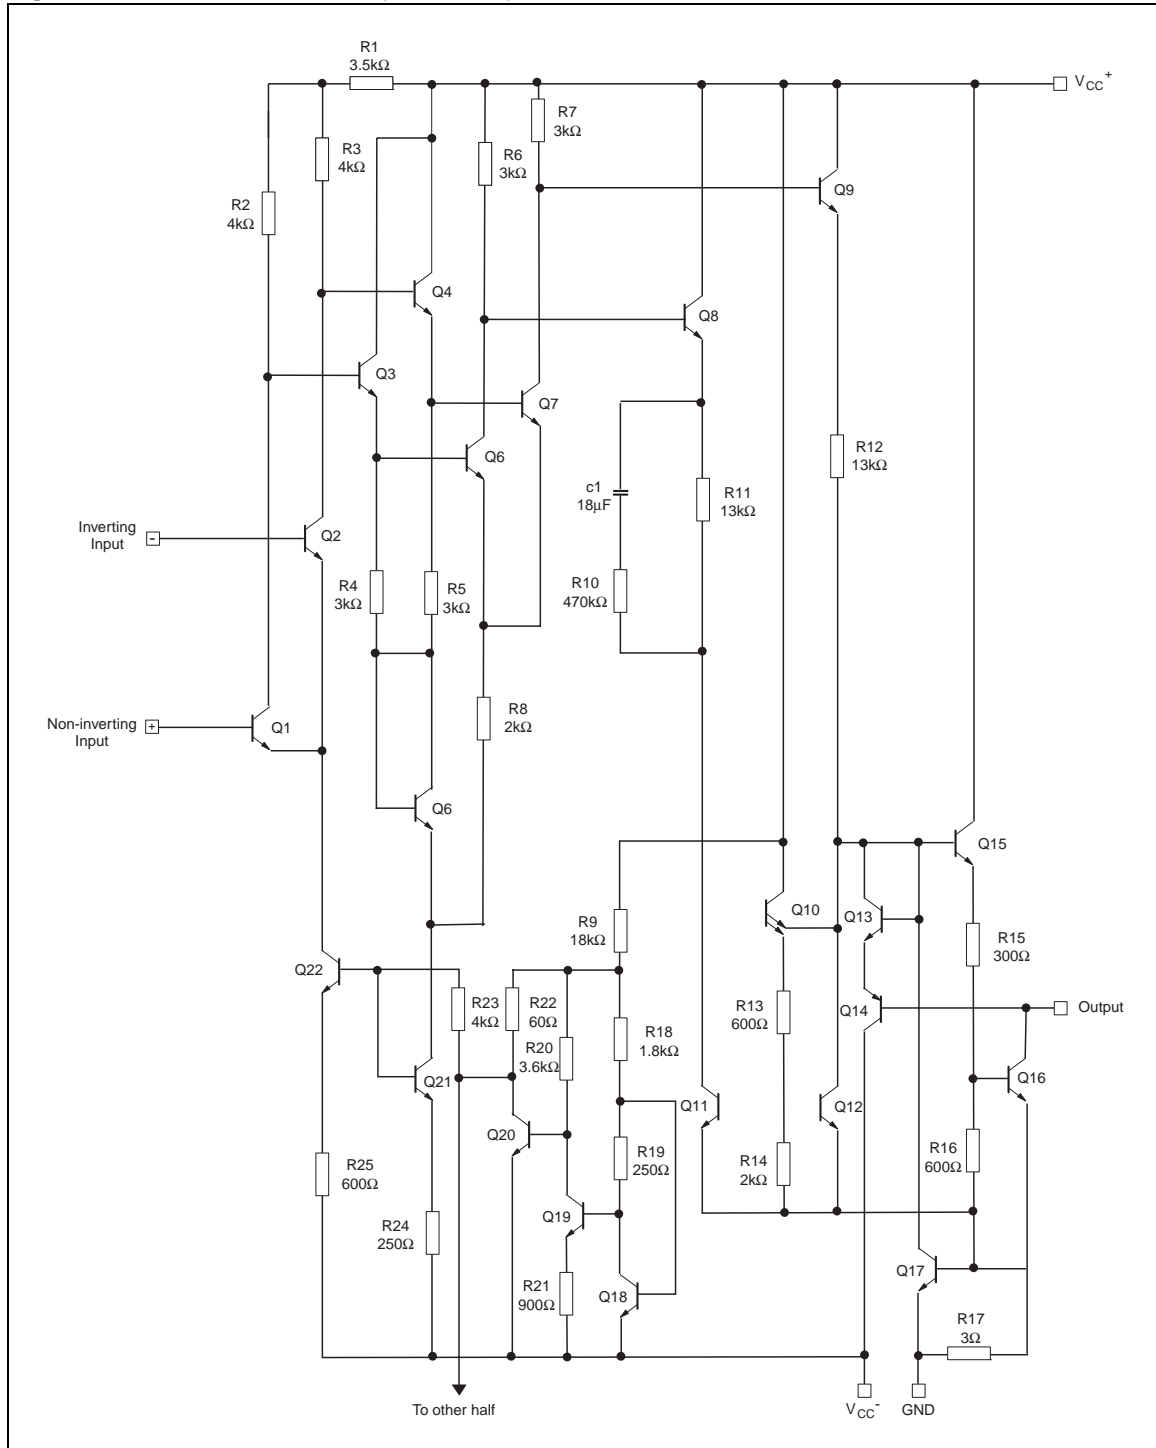 R1
3.5kΩ
VCC+
R7
3kΩ
R3
4kΩ
R6
3kΩ
R2
4kΩ
Q9
Q4
Q8
Q3
Q7
R12
13kΩ
Q6
c1
18µF
R11
13kΩ
Inverting
Input
-
Q2
R4
3kΩ
R5
3kΩ
R10
470kΩ
Non-inverting
Input
+
Q1
R8
2kΩ
Q6
Q15
R9
18kΩ
Q10
Q13
R15
300Ω
Q22
R23
4kΩ
R22
60Ω
R13
600Ω
Q14
Output
R20
3.6kΩ
R18
1.8kΩ
Q21
Q16
Q11
Q12
Q20
R19
250Ω
R14
2kΩ
R16
600Ω
R25
600Ω
Q19
R24
250Ω
R21
900Ω
Q18
Q17
R17
3Ω
To other half
VCC-
GND